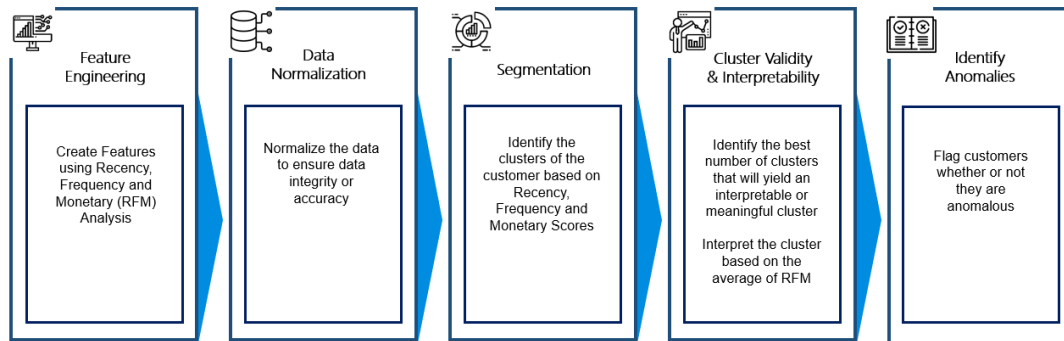 Feature
Engineering
Create Features
using Recency,
Frequency and
Monetary (RFM)
Analysis
Data
Normalization
Normalize the data
to ensure data
integrity or
accuracy
Segmentation
Identify the
clusters of the
customer based on
Recency,
Frequency and
Monetary Scores
Cluster Validity
& Interpretability
Identify the best
number of clusters
that will yield an
interpretable or
meaningful cluster
Interpret the cluster
based on the
average of RFM
Identify
Anomalies
Flag customers
whether or not
they are
anomalous